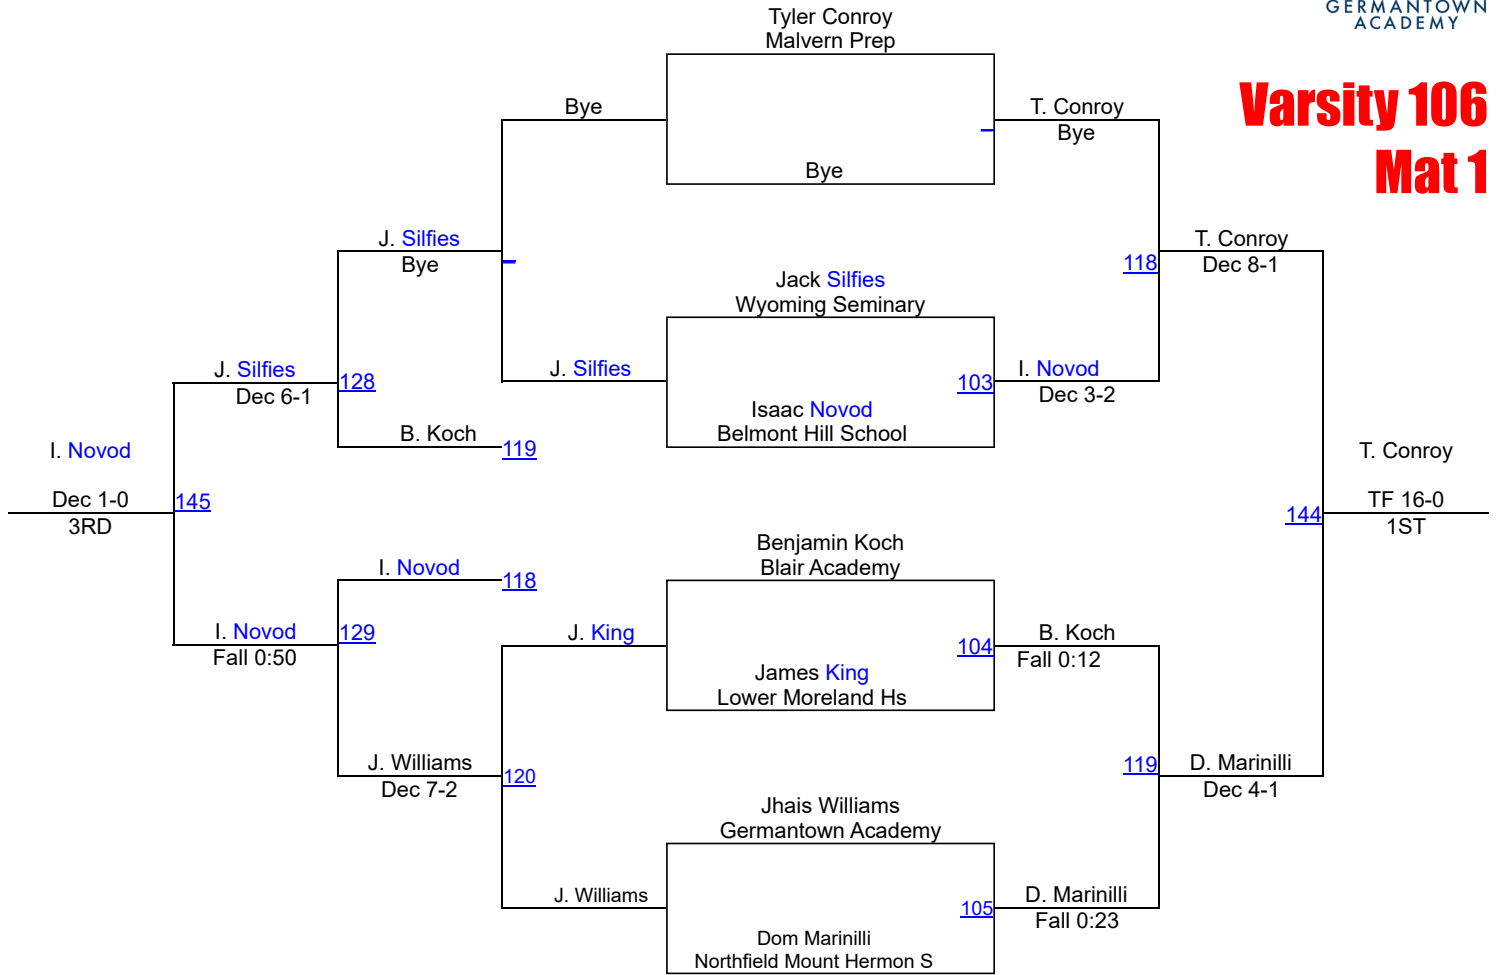 GERMANTOWN
ACADEMY
Varsity 106
Mat 1
Tyler Conroy
Malvern Prep
Bye
T. Conroy
Bye
Bye
J. Silfies
Bye
T. Conroy
Dec 8-1
118
Jack Silfies
Wyoming Seminary
J. Silfies
Dec 6-1
128
J. Silfies
103
I. Novod
Dec 3-2
Isaac Novod
Belmont Hill School
B. Koch
119
I. Novod
Dec 1-0
3RD
145
T. Conroy
TF 16-0
1ST
144
Benjamin Koch
Blair Academy
I. Novod
118
I. Novod
Fall 0:50
129
J. King
104
B. Koch
Fall 0:12
James King
Lower Moreland Hs
J. Williams
Dec 7-2
120
119
D. Marinilli
Dec 4-1
Jhais Williams
Germantown Academy
J. Williams
105
D. Marinilli
Fall 0:23
Dom Marinilli
Northfield Mount Hermon S